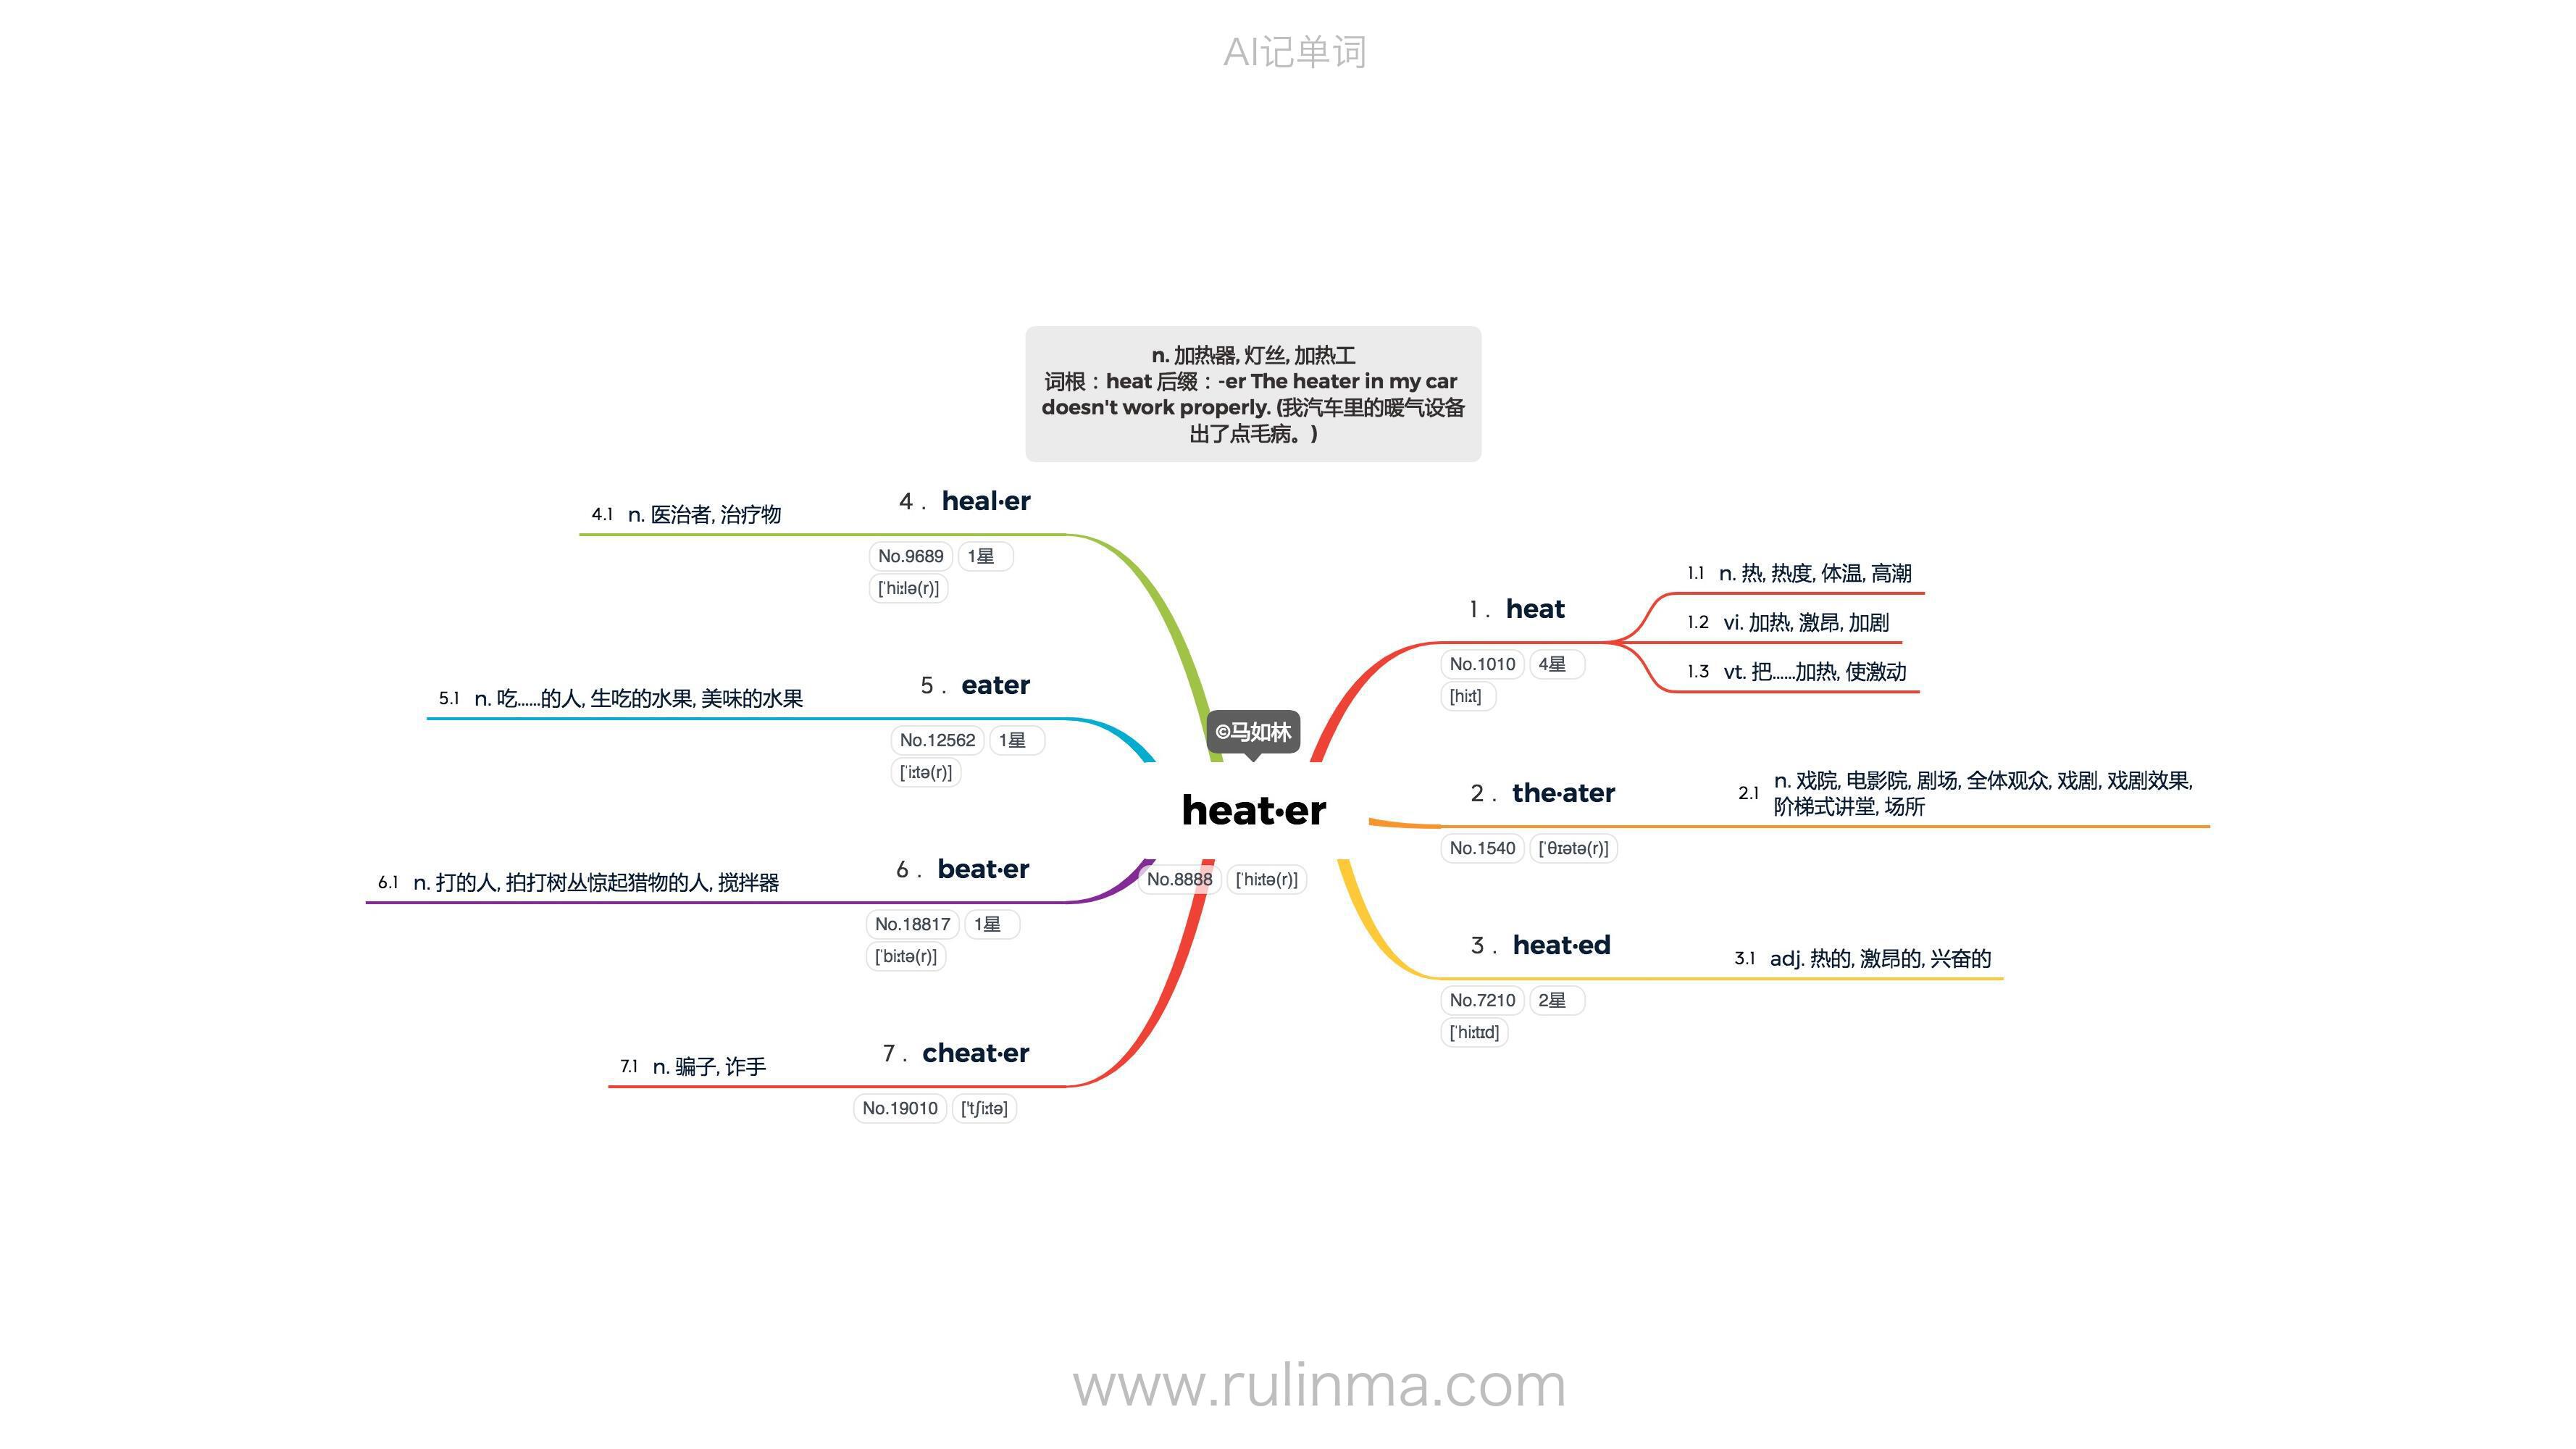 AI记单词
n. 加热器, 灯丝, 加热工
词根：heat 后缀：-er The heater in my car
doesn't work properly. (我汽车里的暖气设备
出了点毛病。)
©马如林
heat·er
No.8888 [ˈhiːtə(r)]
1 . heat
No.1010 4星
[hiːt]
1.1 n. 热, 热度, 体温, 高潮
1.2 vi. 加热, 激昂, 加剧
1.3 vt. 把……加热, 使激动
2 . the·ater
No.1540 [ˈθɪətə(r)]
2.1 n. 戏院, 电影院, 剧场, 全体观众, 戏剧, 戏剧效果,
阶梯式讲堂, 场所
3 . heat·ed
No.7210 2星
[ˈhiːtɪd]
3.1 adj. 热的, 激昂的, 兴奋的
4 . heal·er
No.9689 1星
[ˈhiːlə(r)]
4.1 n. 医治者, 治疗物
5 . eater
No.12562 1星
[ˈiːtə(r)]
5.1 n. 吃……的人, 生吃的水果, 美味的水果
6 . beat·er
No.18817 1星
[ˈbiːtə(r)]
6.1 n. 打的人, 拍打树丛惊起猎物的人, 搅拌器
7 . cheat·er
No.19010 ['tʃiːtə]
7.1 n. 骗子, 诈手
www.rulinma.com